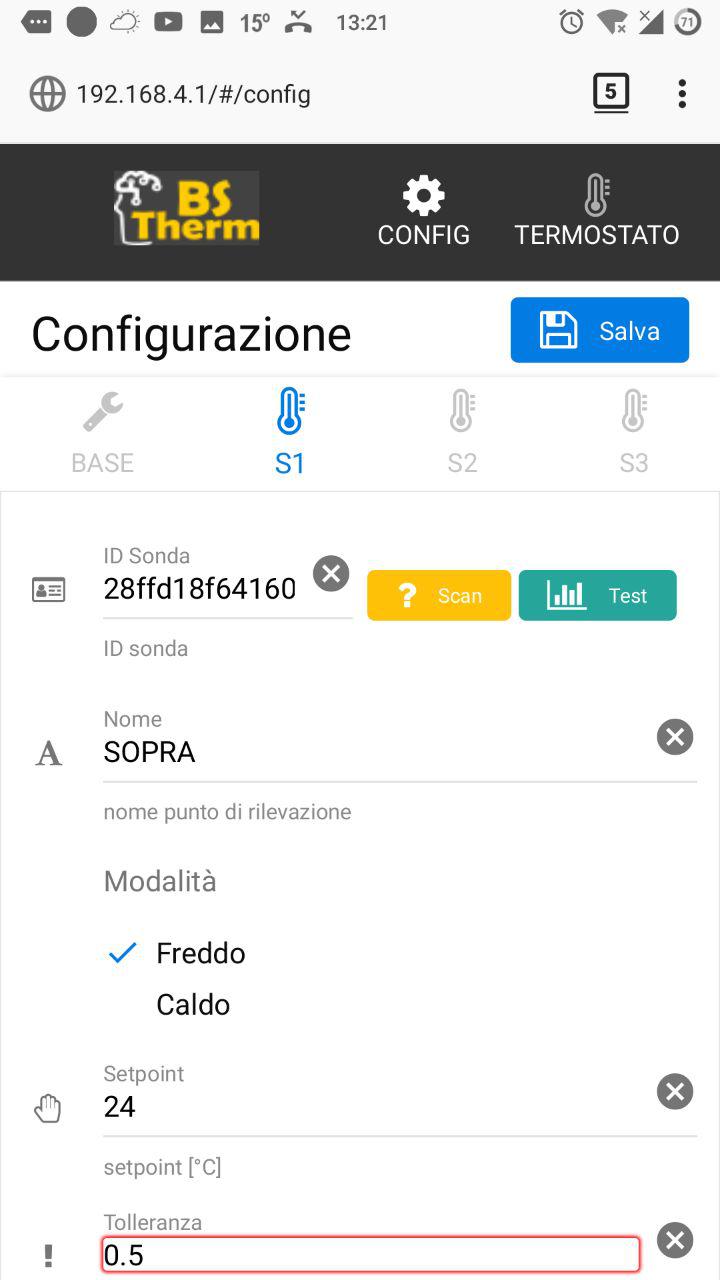 15º 13:21 71
192.168.4.1/#/config 5
BS
Therm
CONFIG TERMOSTATO
Configurazione Salva
BASE S1 S2 S3
ID Sonda
28ffd18f64160 ? Scan Test
ID sonda
Nome
A SOPRA
nome punto di rilevazione
Modalità
Freddo
Caldo
Setpoint
24
setpoint [°C]
Tolleranza
! 0.5